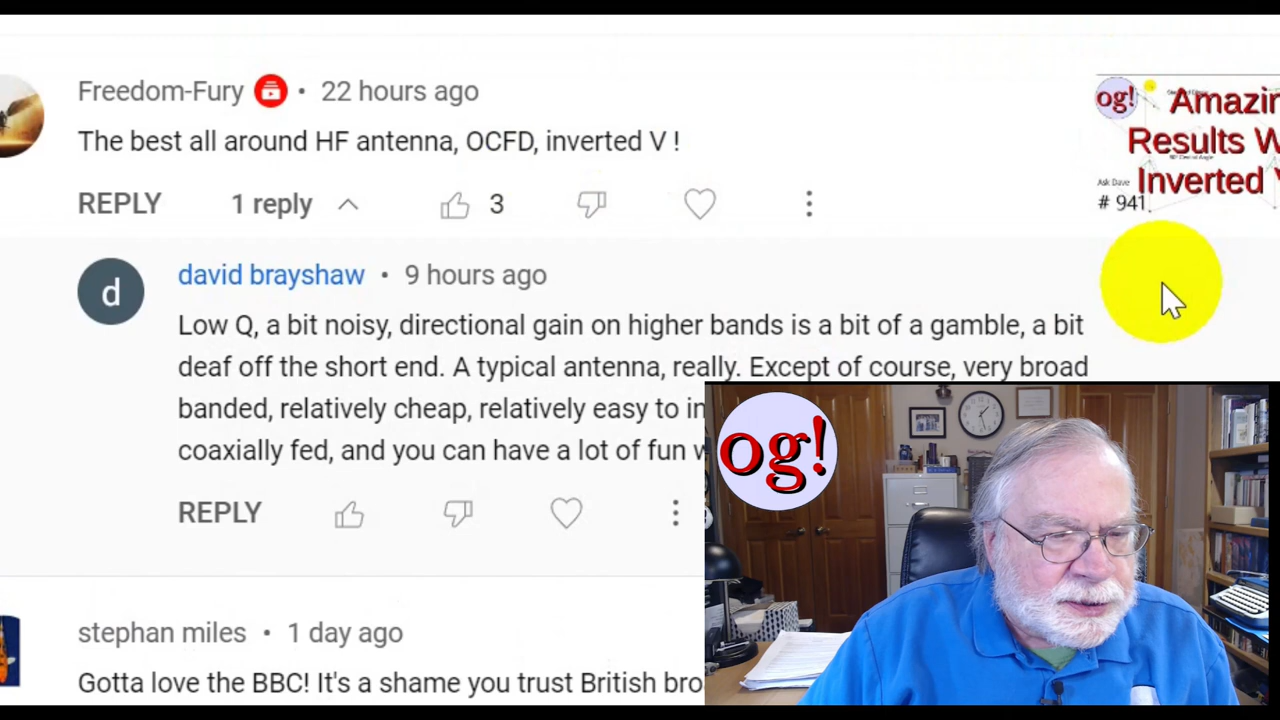 Freedom-Fury • 22 hours ago
The best all around HF antenna, OCFD, inverted V !
REPLY 1 reply 3
og! Amazin
Results W
Ask Dave Inverted
# 941
d david brayshaw • 9 hours ago
Low Q, a bit noisy, directional gain on higher bands is a bit of a gamble, a bit
deaf off the short end. A typical antenna, really. Except of course, very broad
banded, relatively cheap, relatively easy to in
coaxially fed, and you can have a lot of fun
REPLY
og!
stephan miles • 1 day ago
Gotta love the BBC! It's a shame you trust British bro